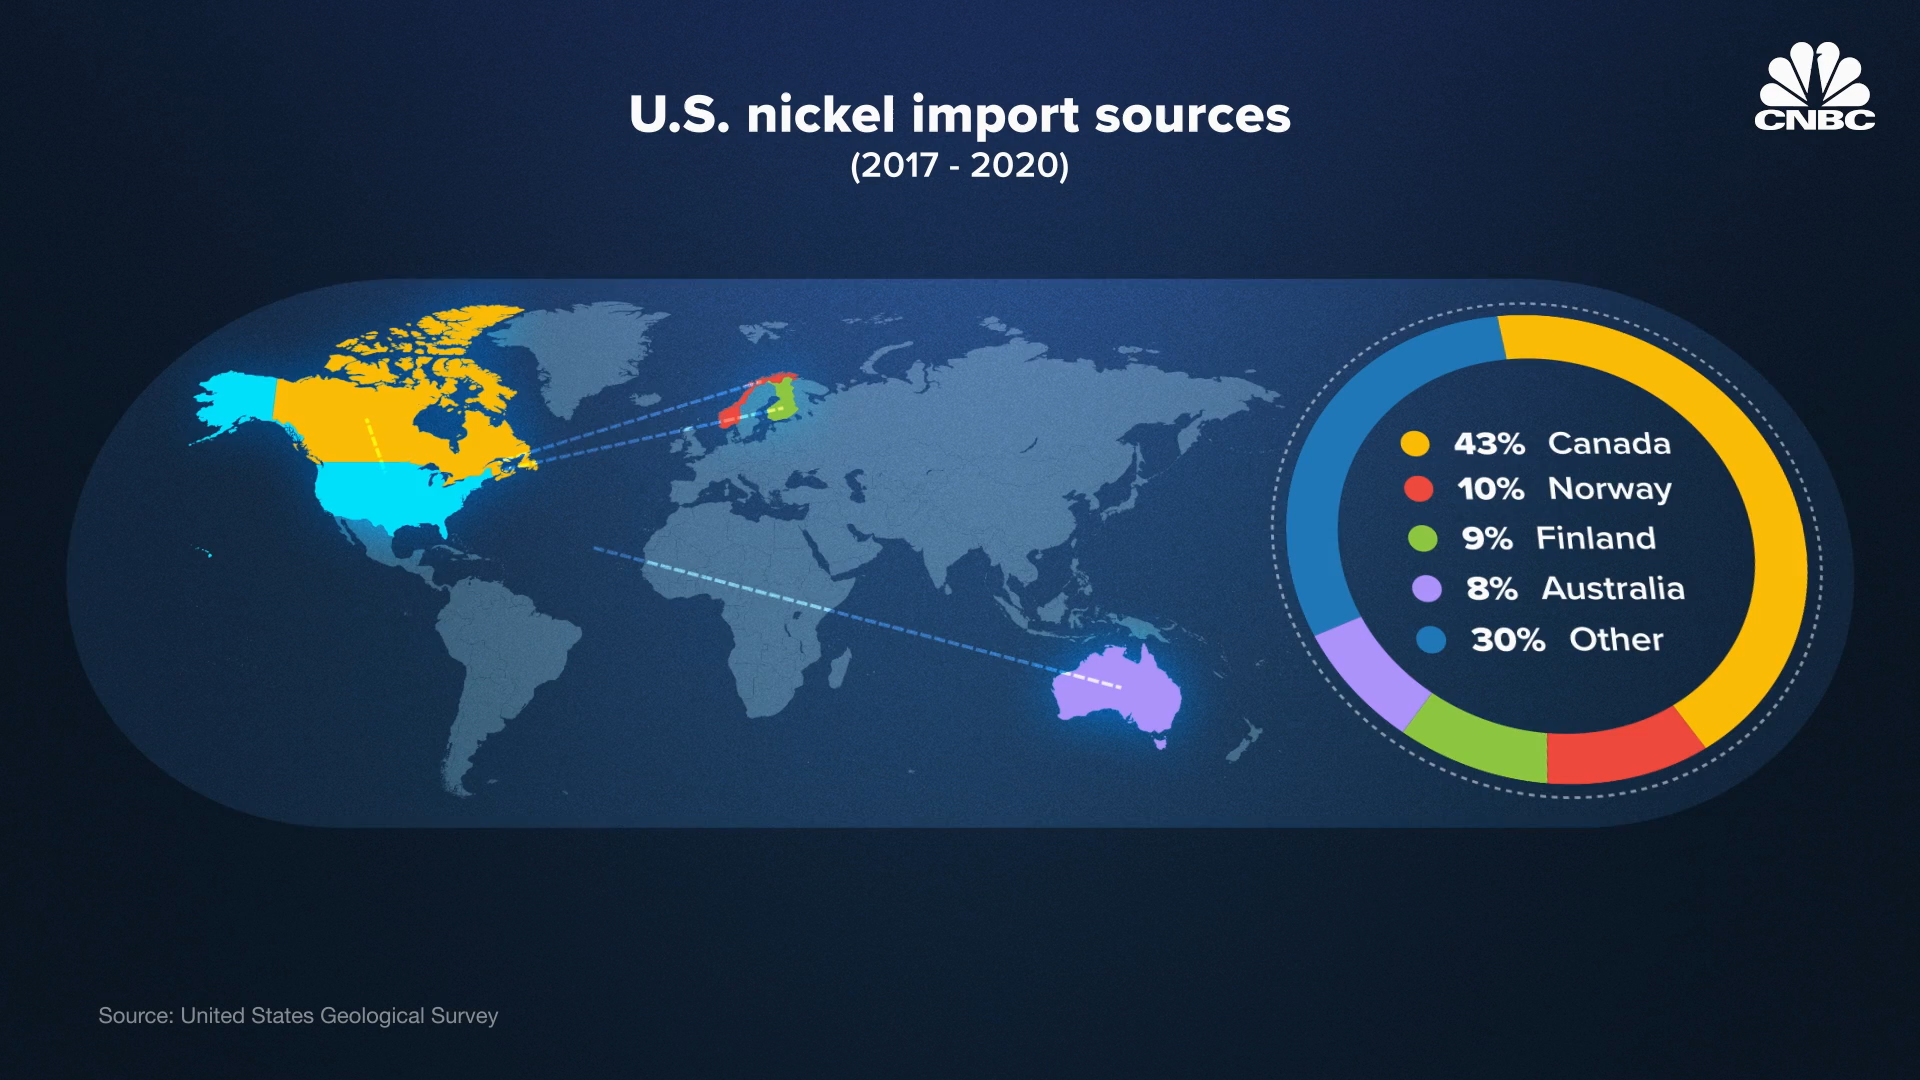 CNBC
U.S. nickel import sources
(2017 - 2020)
43% Canada
10% Norway
9% Finland
8% Australia
30% Other
Source: United States Geological Survey